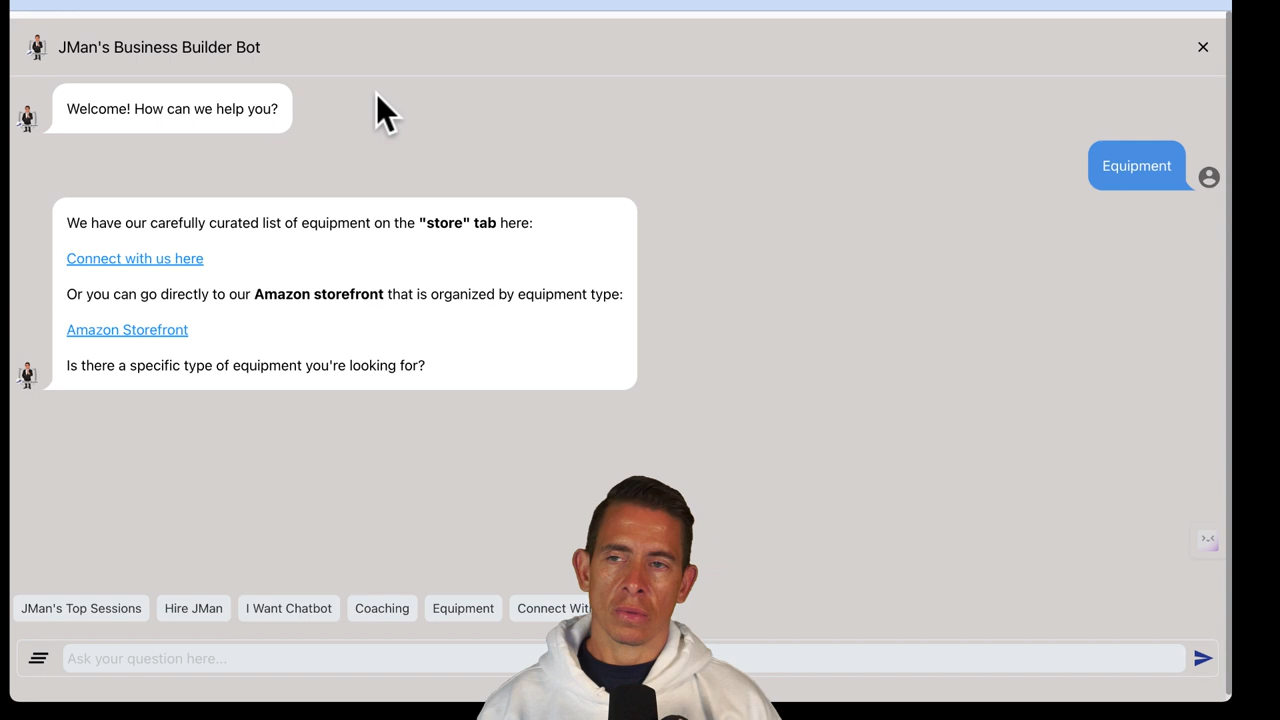 JMan's Business Builder Bot
Welcome! How can we help you?
Equipment
We have our carefully curated list of equipment on the "store" tab here:
Connect with us here
Or you can go directly to our Amazon storefront that is organized by equipment type:
Amazon Storefront
Is there a specific type of equipment you're looking for?
JMan's Top Sessions
Hire JMan
I Want Chatbot
Coaching
Equipment
Connect Wit
Ask your question here...